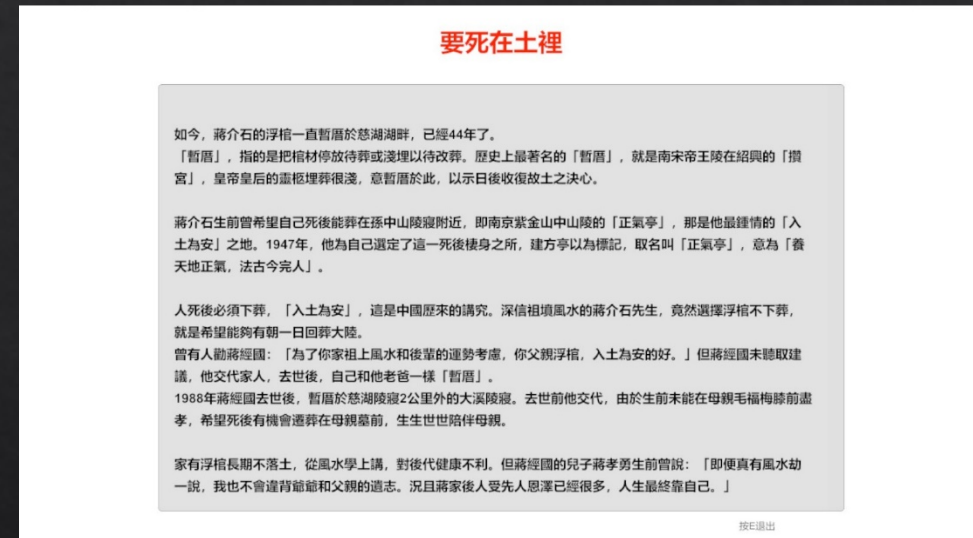 要死在土裡
如今，蔣介石的浮棺一直暫厝於慈湖湖畔，已經44年了。
「暫厝」，指的是把棺材停放待葬或淺埋以待改葬。歷史上最著名的「暫厝」，就是南宋帝王陵在紹興的「攢
宮」，皇帝皇后的靈柩埋葬很淺，意暫厝於此，以示日後收復故土之決心。
蔣介石生前曾希望自己死後能葬在孫中山陵寢附近，即南京紫金山中山陵的「正氣亭」，那是他最鍾情的「入
土為安」之地。1947年，他為自己選定了這一死後棲身之所，建方亭以為標記，取名叫「正氣亭」，意為「養
天地正氣，法古今完人」。
人死後必須下葬，「入土為安」，這是中國歷來的講究。深信祖墳風水的蔣介石先生，竟然選擇浮棺不下葬，
就是希望能夠有朝一日回葬大陸。
曾有人勸蔣經國：「為了你家祖上風水和後輩的運勢考慮，你父親浮棺，入土為安的好。」但蔣經國未聽取建
議，他交代家人，去世後，自己和他老爸一樣「暫厝」。
1988年蔣經國去世後，暫厝於慈湖陵寢2公里外的大溪陵寢。去世前他交代，由於生前未能在母親毛福梅膝前盡
孝，希望死後有機會遷葬在母親墓前，生生世世陪伴母親。
家有浮棺長期不落土，從風水學上講，對後代健康不利。但蔣經國的兒子蔣孝勇生前曾說：「即便真有風水劫
一說，我也不會違背爺爺和父親的遺志。況且蔣家後人受先人恩澤已經很多，人生最終靠自己。」
按E退出